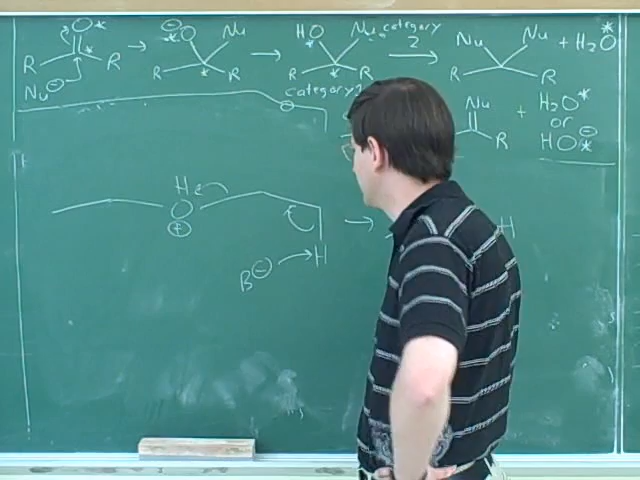 ⊖
O* *O Nu HO Nu category Nu Nu + H₂O*
* → → * 2 →
R R R * R R * R R R
Nu⊖ category 1
Nu + H₂O*
or
R HO*⊖
H
O
⊕
→ H
B⊖ → H